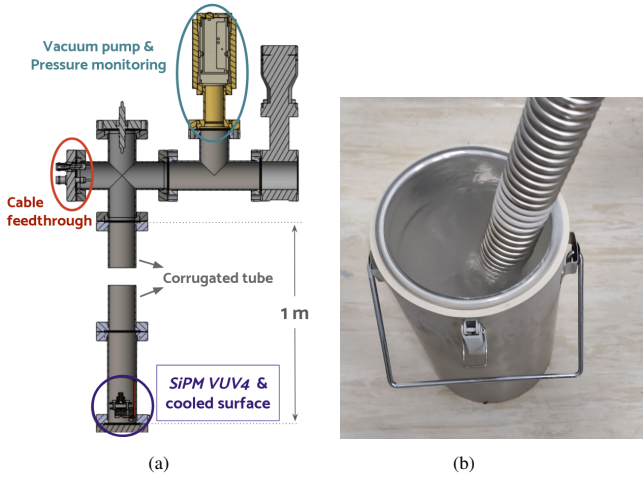 Vacuum pump &
Pressure monitoring
Cable
feedthrough
Corrugated tube
1 m
SiPM VUV4 &
cooled surface
(a)
(b)